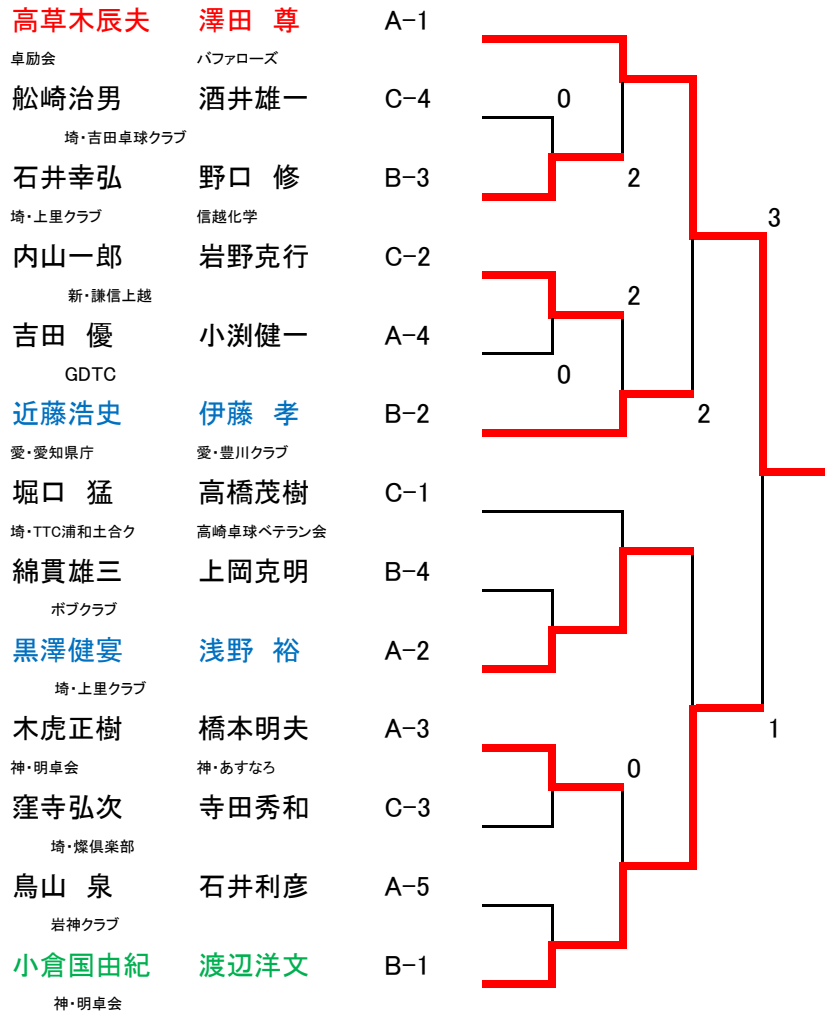 高草木辰夫 澤田 尊 A-1
卓励会 バファローズ
舩崎治男 酒井雄一 C-4 0
埼・吉田卓球クラブ
石井幸弘 野口 修 B-3 2
埼・上里クラブ 信越化学 3
内山一郎 岩野克行 C-2
新・謙信上越 2
吉田 優 小渕健一 A-4
GDTC 0
近藤浩史 伊藤 孝 B-2 2
愛・愛知県庁 愛・豊川クラブ
堀口 猛 高橋茂樹 C-1
埼・TTC浦和土合ク 高崎卓球ベテラン会
綿貫雄三 上岡克明 B-4
ボブクラブ
黒澤健宴 浅野 裕 A-2
埼・上里クラブ
木虎正樹 橋本明夫 A-3 1
神・明卓会 神・あすなろ 0
窪寺弘次 寺田秀和 C-3
埼・燦倶楽部
鳥山 泉 石井利彦 A-5
岩神クラブ
小倉国由紀 渡辺洋文 B-1
神・明卓会